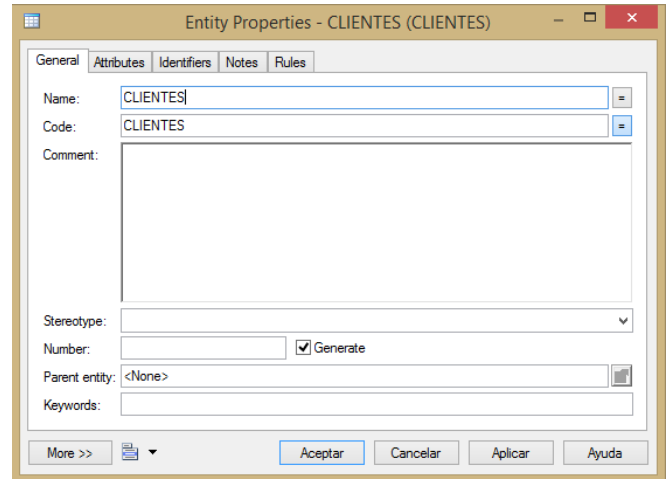 Entity Properties - CLIENTES (CLIENTES)
General Attributes Identifiers Notes Rules
Name: CLIENTES =
Code: CLIENTES =
Comment:
Stereotype:
Number: Generate
Parent entity: <None>
Keywords:
More >> Aceptar Cancelar Aplicar Ayuda